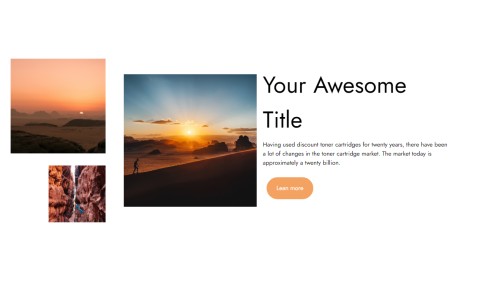 Your Awesome
Title
Having used discount toner cartridges for twenty years, there have been
a lot of changes in the toner cartridge market. The market today is
approximately a twenty billion.
Learn more